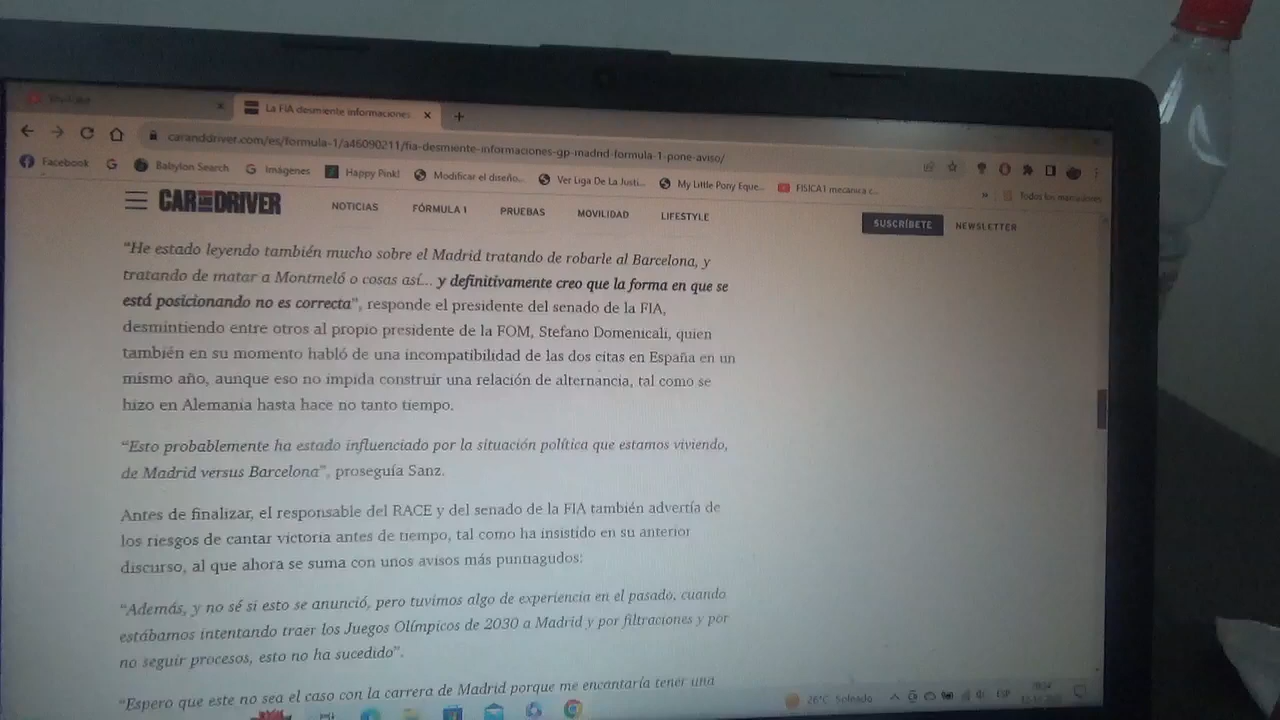 La FIA desmiente informaciones
caranddriver.com/es/formula-1/a46090211/fia-desmiente-informaciones-gp-madrid-formula-1-pone-aviso/
Facebook Babylon Search Imágenes Happy Pink! Modificar el diseño... Ver Liga De La Justi... My Little Pony Eque... FISICA1 mecanica c... » Todos los marcadores
CAR AND DRIVER NOTICIAS FÓRMULA 1 PRUEBAS MOVILIDAD LIFESTYLE SUSCRÍBETE NEWSLETTER
“He estado leyendo también mucho sobre el Madrid tratando de robarle al Barcelona, y
tratando de matar a Montmeló o cosas así... y definitivamente creo que la forma en que se
está posicionando no es correcta”, responde el presidente del senado de la FIA,
desmintiendo entre otros al propio presidente de la FOM, Stefano Domenicali, quien
también en su momento habló de una incompatibilidad de las dos citas en España en un
mismo año, aunque eso no impida construir una relación de alternancia, tal como se
hizo en Alemania hasta hace no tanto tiempo.
“Esto probablemente ha estado influenciado por la situación política que estamos viviendo,
de Madrid versus Barcelona”, proseguía Sanz.
Antes de finalizar, el responsable del RACE y del senado de la FIA también advertía de
los riesgos de cantar victoria antes de tiempo, tal como ha insistido en su anterior
discurso, al que ahora se suma con unos avisos más puntiagudos:
“Además, y no sé si esto se anunció, pero tuvimos algo de experiencia en el pasado, cuando
estábamos intentando traer los Juegos Olímpicos de 2030 a Madrid y por filtraciones y por
no seguir procesos, esto no ha sucedido”.
“Espero que este no sea el caso con la carrera de Madrid porque me encantaría tener una
26°C Soleado ESP